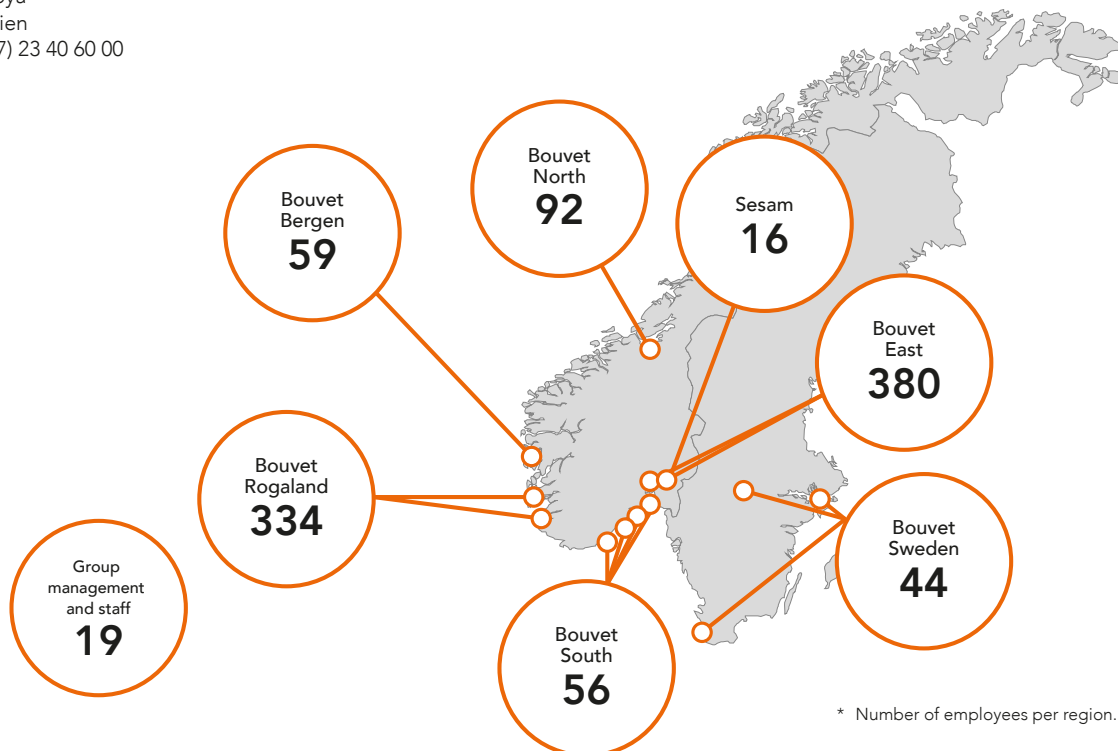 ien
7) 23 40 60 00
Bouvet
North
92
Bouvet
Bergen
59
Sesam
16
Bouvet
East
380
Bouvet
Rogaland
334
Bouvet
Sweden
44
Group
management
and staff
19
Bouvet
South
56
* Number of employees per region.